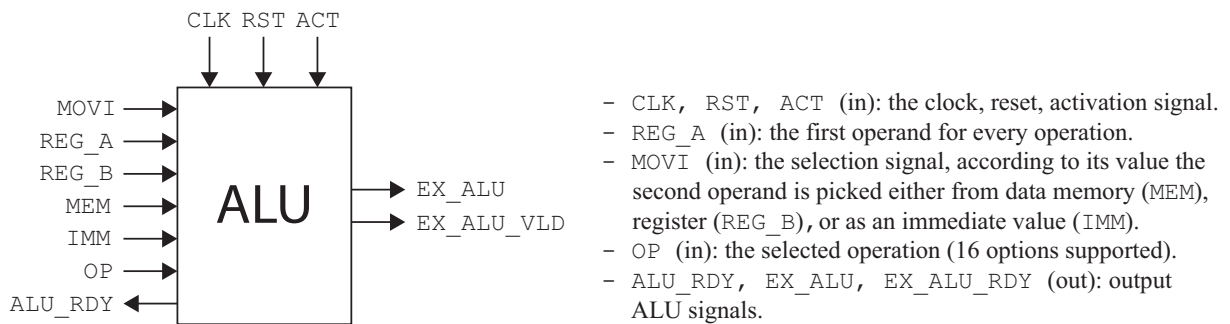 CLK RST ACT
MOVI
REG_A
REG_B
MEM
IMM
OP
ALU_RDY
ALU
EX_ALU
EX_ALU_VLD
- CLK, RST, ACT (in): the clock, reset, activation signal.
- REG_A (in): the first operand for every operation.
- MOVI (in): the selection signal, according to its value the
second operand is picked either from data memory (MEM),
register (REG_B), or as an immediate value (IMM).
- OP (in): the selected operation (16 options supported).
- ALU_RDY, EX_ALU, EX_ALU_RDY (out): output
ALU signals.